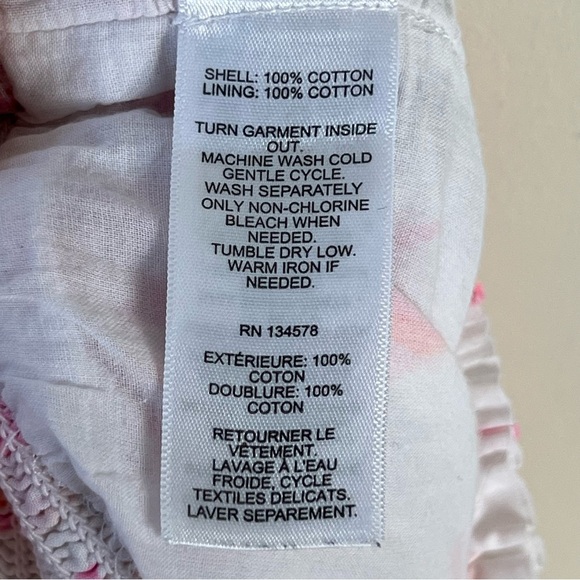 SHELL: 100% COTTON
LINING: 100% COTTON
TURN GARMENT INSIDE
OUT.
MACHINE WASH COLD
GENTLE CYCLE.
WASH SEPARATELY
ONLY NON-CHLORINE
BLEACH WHEN
NEEDED.
TUMBLE DRY LOW.
WARM IRON IF
NEEDED.
RN 134578
EXTÉRIEURE: 100%
COTON
DOUBLURE: 100%
COTON
RETOURNER LE
VÊTEMENT.
LAVAGE À L'EAU
FROIDE, CYCLE
TEXTILES DELICATS.
LAVER SEPAREMENT.